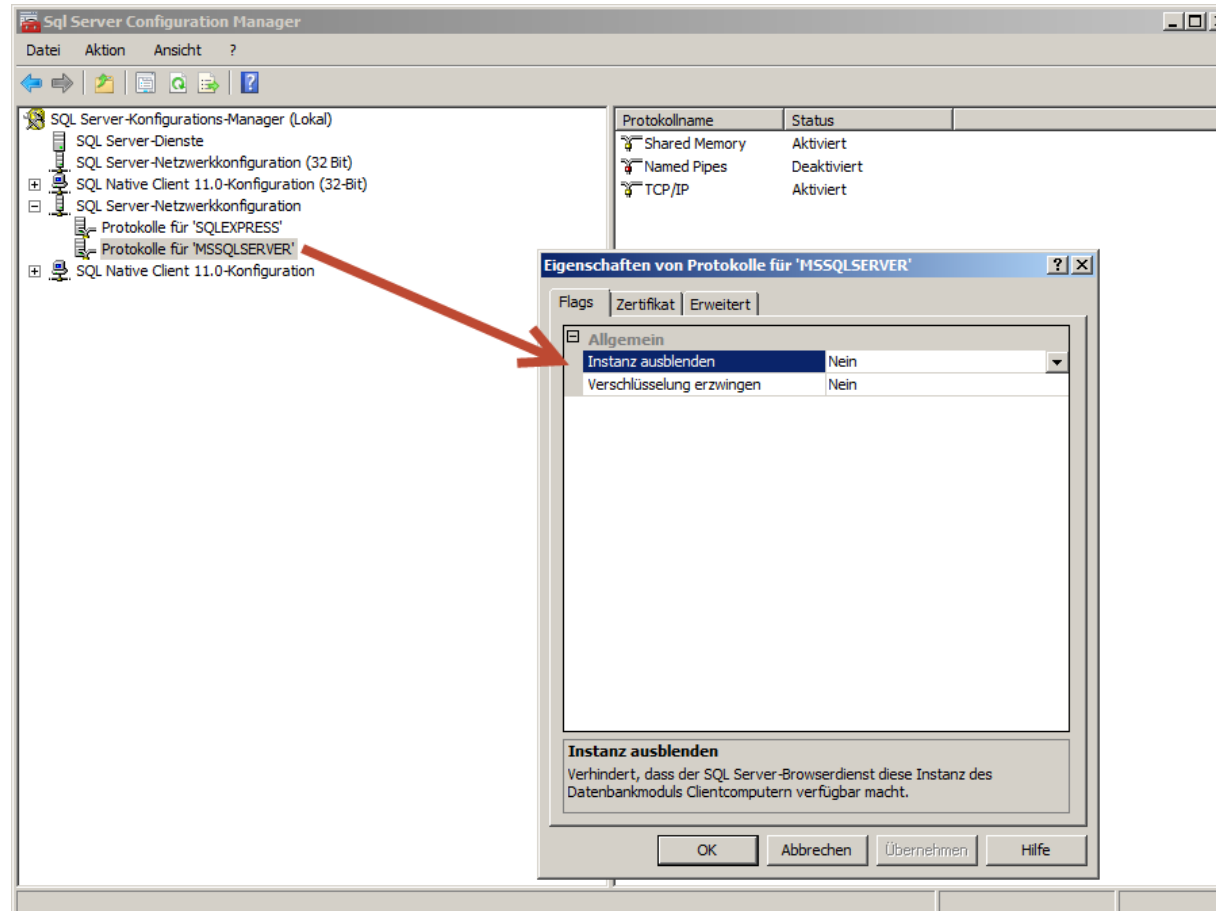 Sql Server Configuration Manager
Datei Aktion Ansicht ?
SQL Server-Konfigurations-Manager (Lokal)
SQL Server-Dienste
SQL Server-Netzwerkkonfiguration (32 Bit)
SQL Native Client 11.0-Konfiguration (32-Bit)
SQL Server-Netzwerkkonfiguration
Protokolle für 'SQLEXPRESS'
Protokolle für 'MSSQLSERVER'
SQL Native Client 11.0-Konfiguration
Protokollname Status
Shared Memory Aktiviert
Named Pipes Deaktiviert
TCP/IP Aktiviert
Eigenschaften von Protokolle für 'MSSQLSERVER'
Flags Zertifikat Erweitert
Allgemein
Instanz ausblenden Nein
Verschlüsselung erzwingen Nein
Instanz ausblenden
Verhindert, dass der SQL Server-Browserdienst diese Instanz des
Datenbankmoduls Clientcomputern verfügbar macht.
OK Abbrechen Übernehmen Hilfe